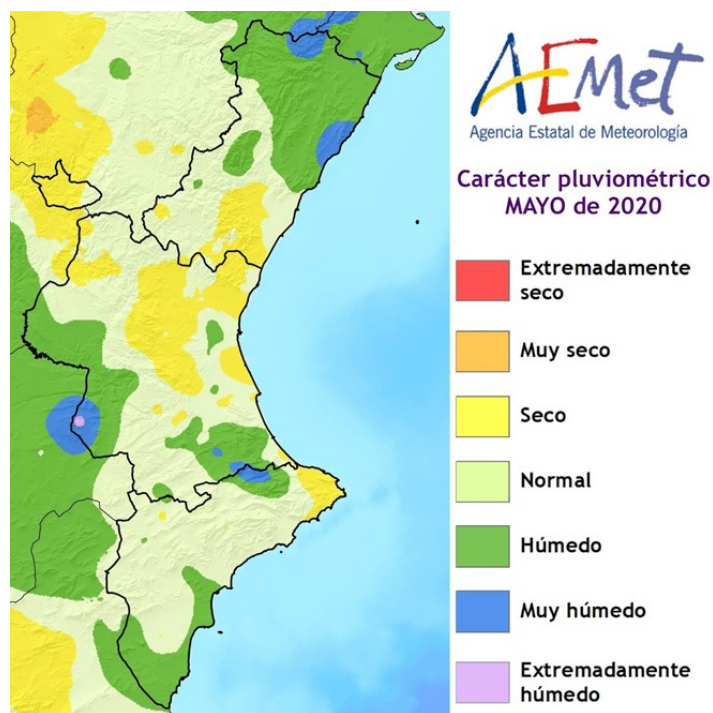 AEMet
Agencia Estatal de Meteorología
Carácter pluviométrico
MAYO de 2020
Extremadamente
seco
Muy seco
Seco
Normal
Húmedo
Muy húmedo
Extremadamente
húmedo